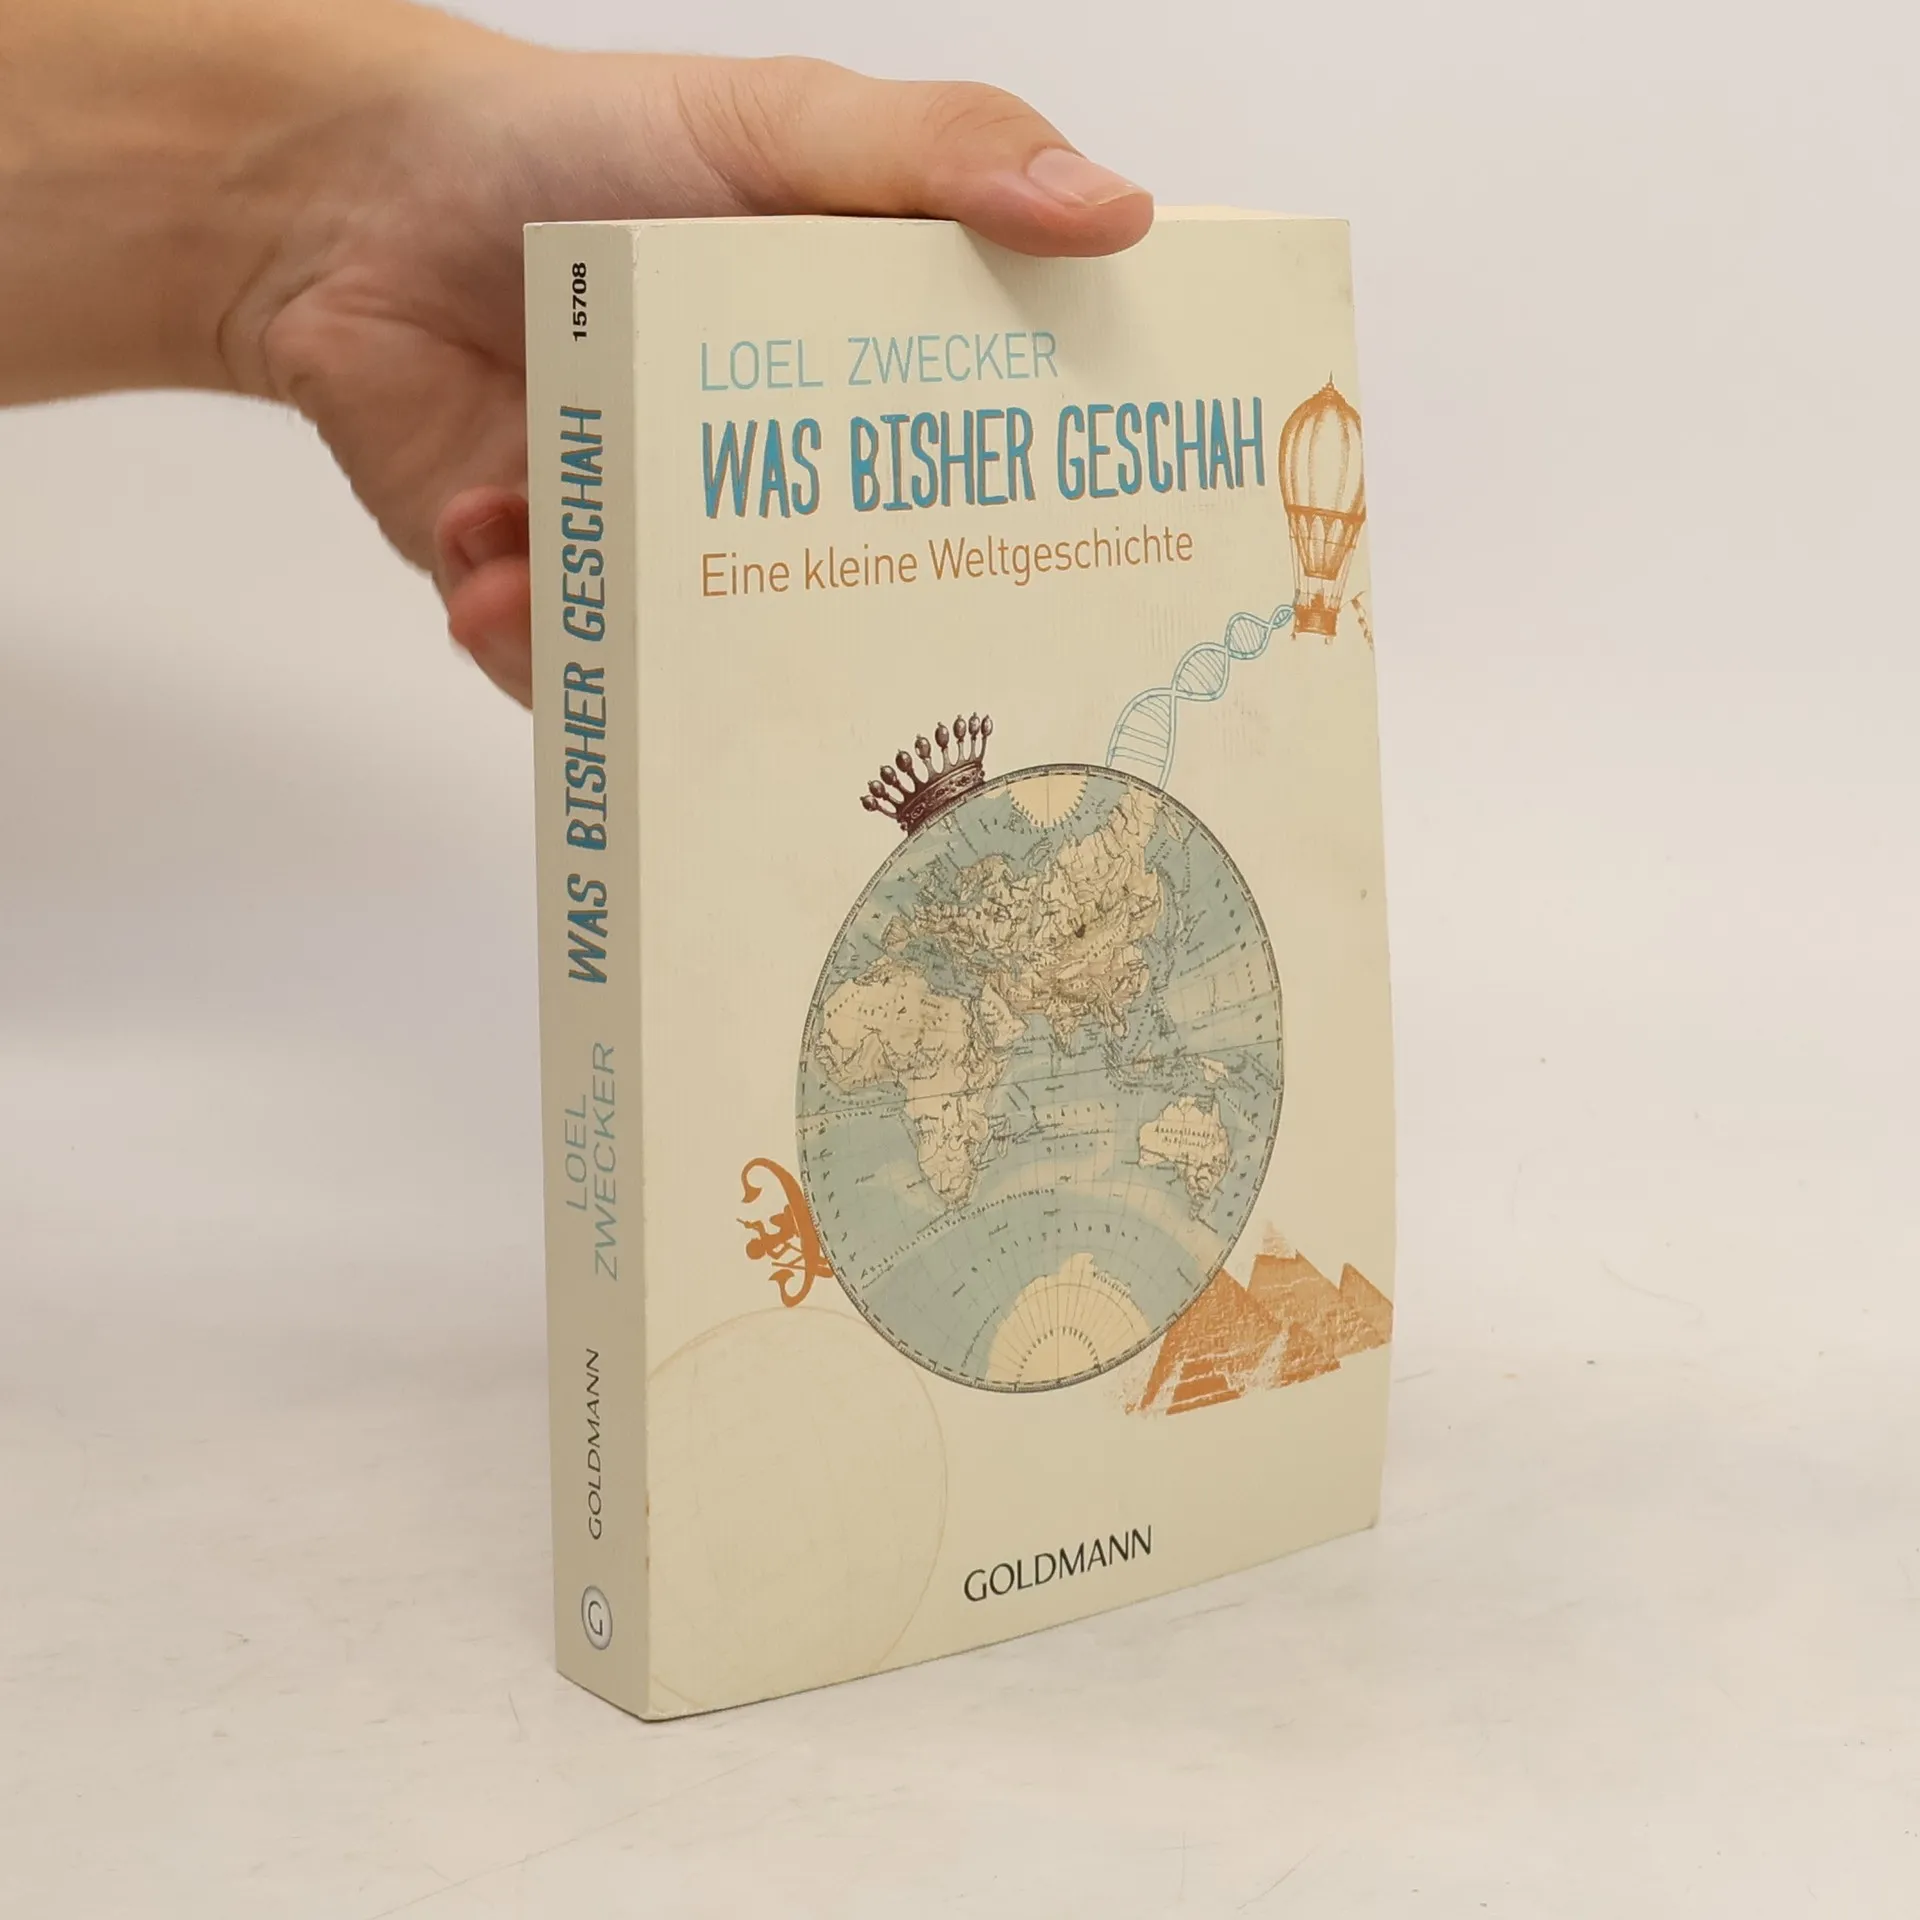 LOEL ZWECKER
WAS BISHER GESCHAH
Eine kleine Weltgeschichte
GOLDMANN
15708
WAS BISHER GESCHAH
LOEL
ZWECKER
GOLDMANN
G